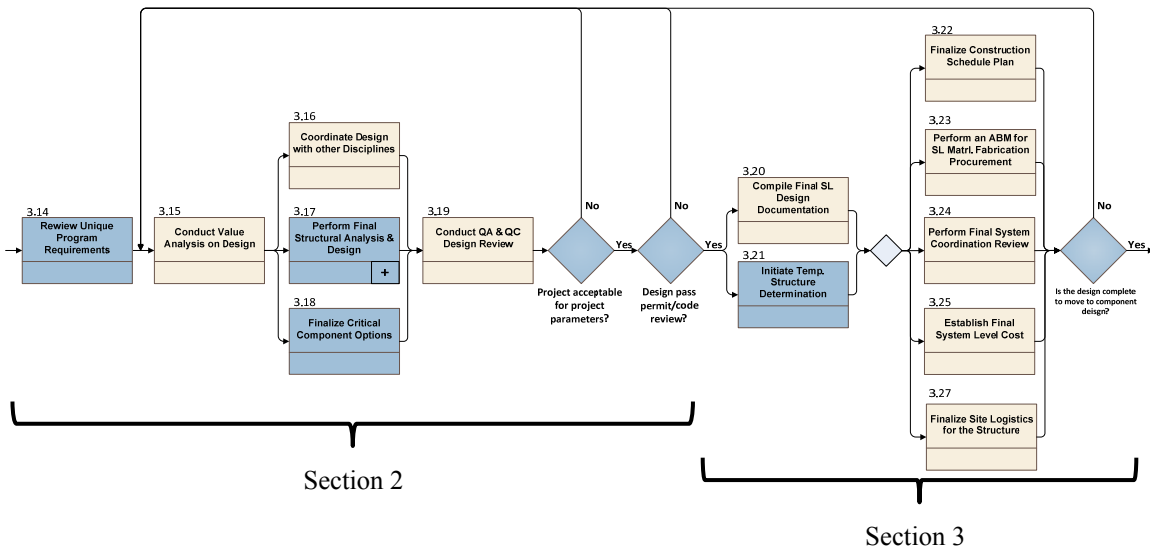 3.14
Review Unique
Program
Requirements
3.15
Conduct Value
Analysis on Design
3.16
Coordinate Design
with other Disciplines
3.17
Perform Final
Structural Analysis &
Design
+
3.18
Finalize Critical
Component Options
3.19
Conduct QA & QC
Design Review
No
Yes
Project acceptable
for project
parameters?
No
Yes
Design pass
permit/code
review?
3.20
Compile Final SL
Design
Documentation
3.21
Initiate Temp.
Structure
Determination
3.22
Finalize Construction
Schedule Plan
3.23
Perform an ABM for
SL Matrl. Fabrication
Procurement
3.24
Perform Final System
Coordination Review
3.25
Establish Final
System Level Cost
3.27
Finalize Site Logistics
for the Structure
No
Yes
Is the design complete
to move to component
deisgn?
Section 2
Section 3